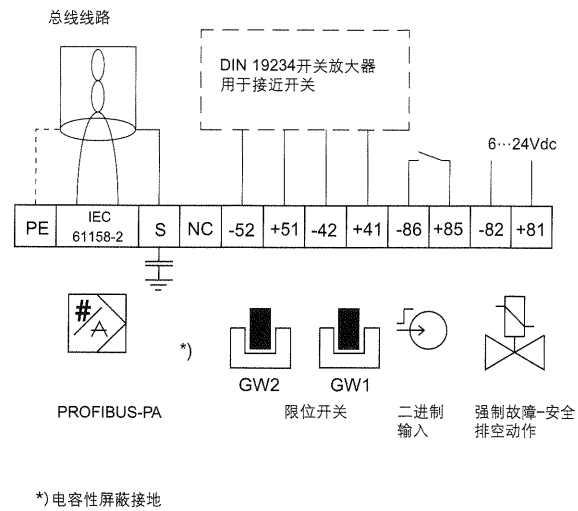 总线线路
DIN 19234开关放大器
用于接近开关
6…24Vdc
PE
IEC
61158-2
S
NC
-52
+51
-42
+41
-86
+85
-82
+81
#
A
*)
GW2
GW1
PROFIBUS-PA
限位开关
二进制
输入
强制故障-安全
排空动作
*)电容性屏蔽接地